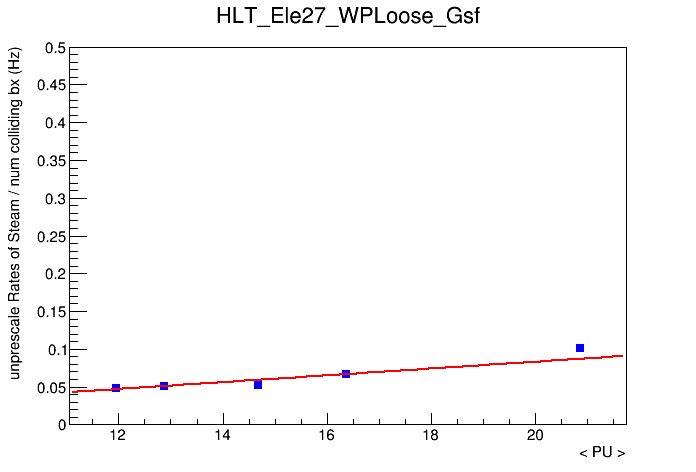 HLT_Ele27_WPLoose_Gsf
unprescale Rates of Steam / num colliding bx (Hz)
0.5
0.45
0.4
0.35
0.3
0.25
0.2
0.15
0.1
0.05
0
12 14 16 18 20
< PU >